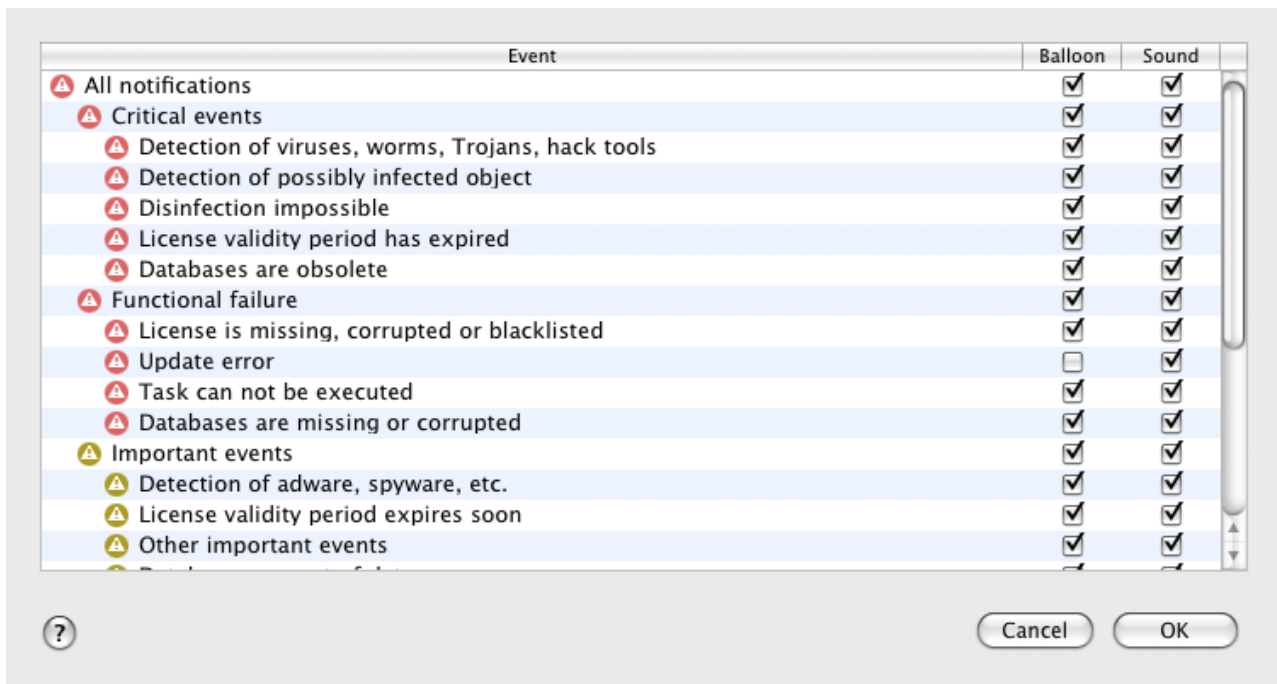 Event Balloon Sound
All notifications
Critical events
Detection of viruses, worms, Trojans, hack tools
Detection of possibly infected object
Disinfection impossible
License validity period has expired
Databases are obsolete
Functional failure
License is missing, corrupted or blacklisted
Update error
Task can not be executed
Databases are missing or corrupted
Important events
Detection of adware, spyware, etc.
License validity period expires soon
Other important events
? Cancel OK